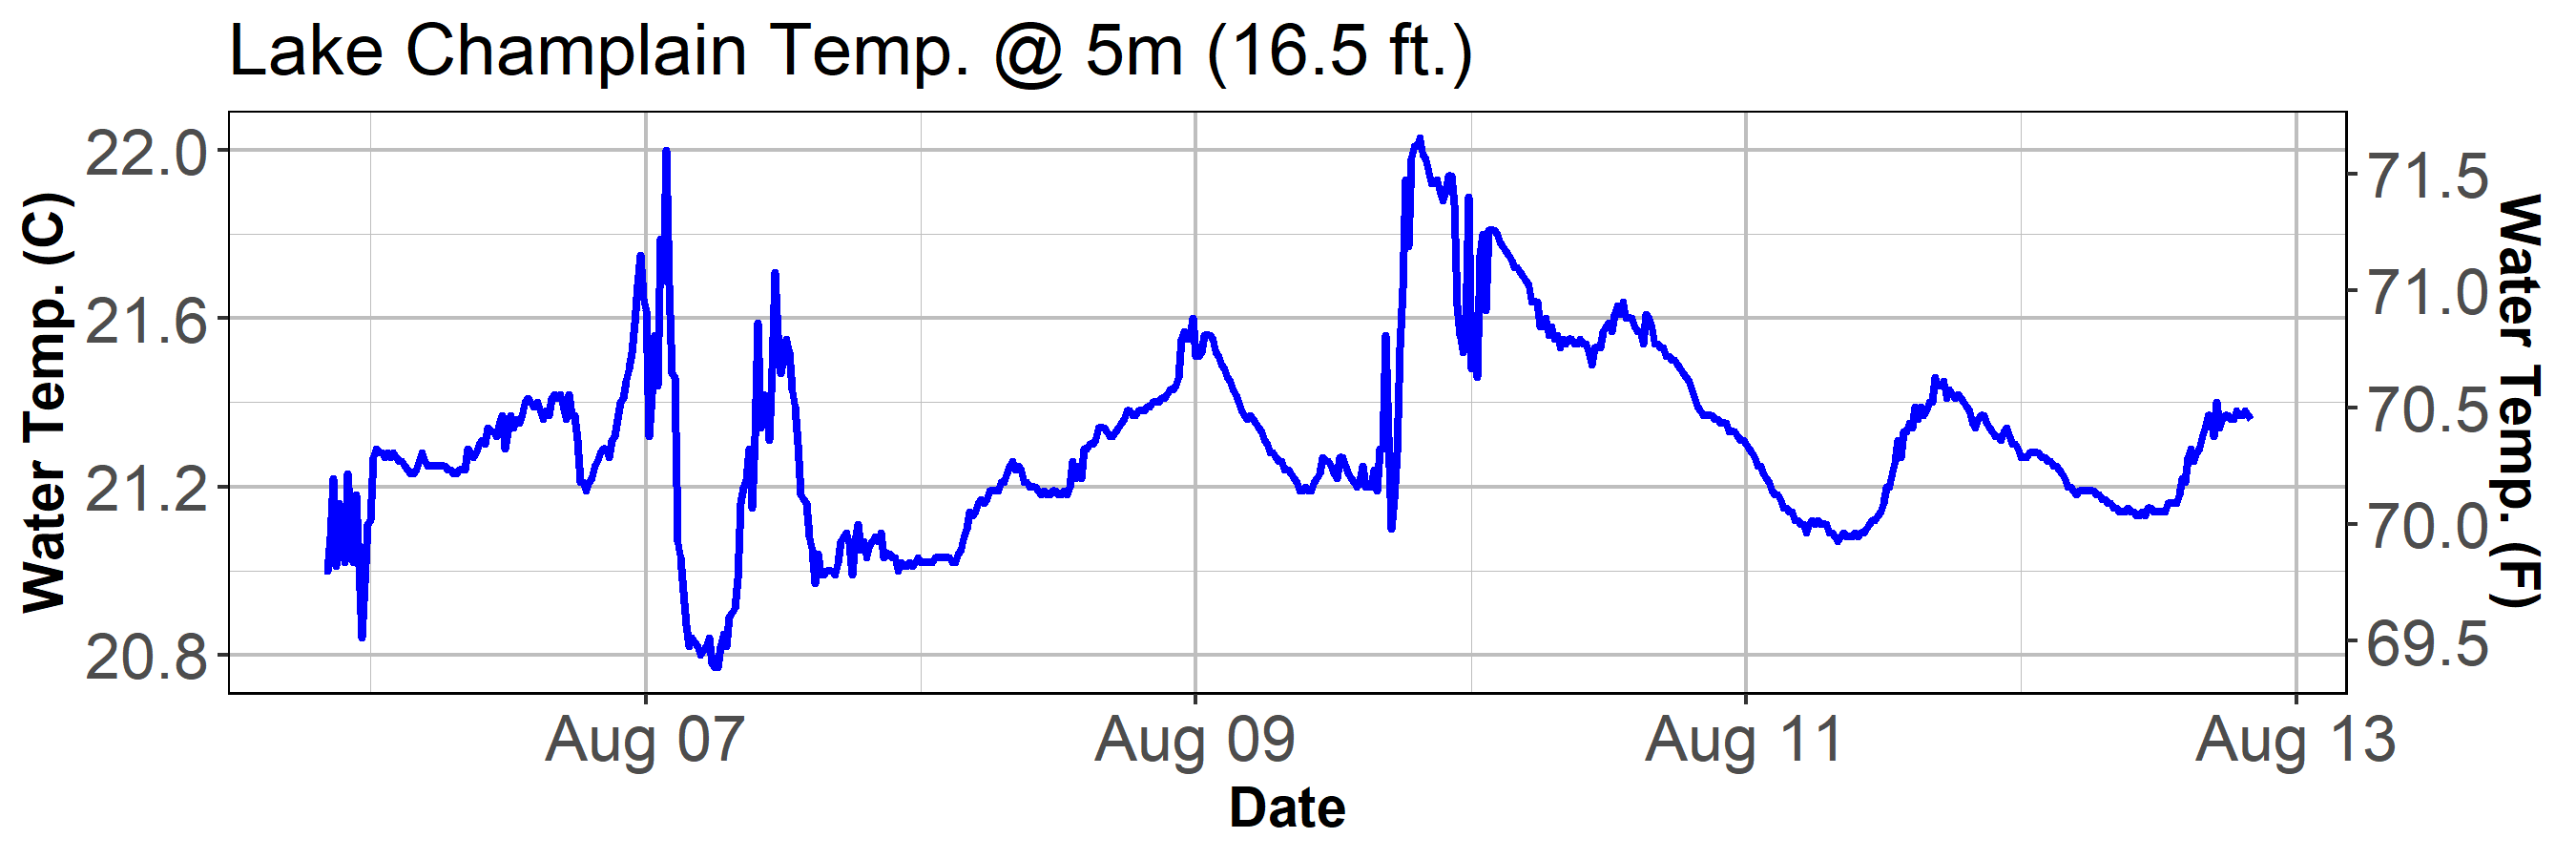 Lake Champlain Temp. @ 5m (16.5 ft.)
Water Temp. (C)
22.0
21.6
21.2
20.8
71.5
71.0
70.5
70.0
69.5
Water Temp. (F)
Aug 07 Aug 09 Aug 11 Aug 13
Date